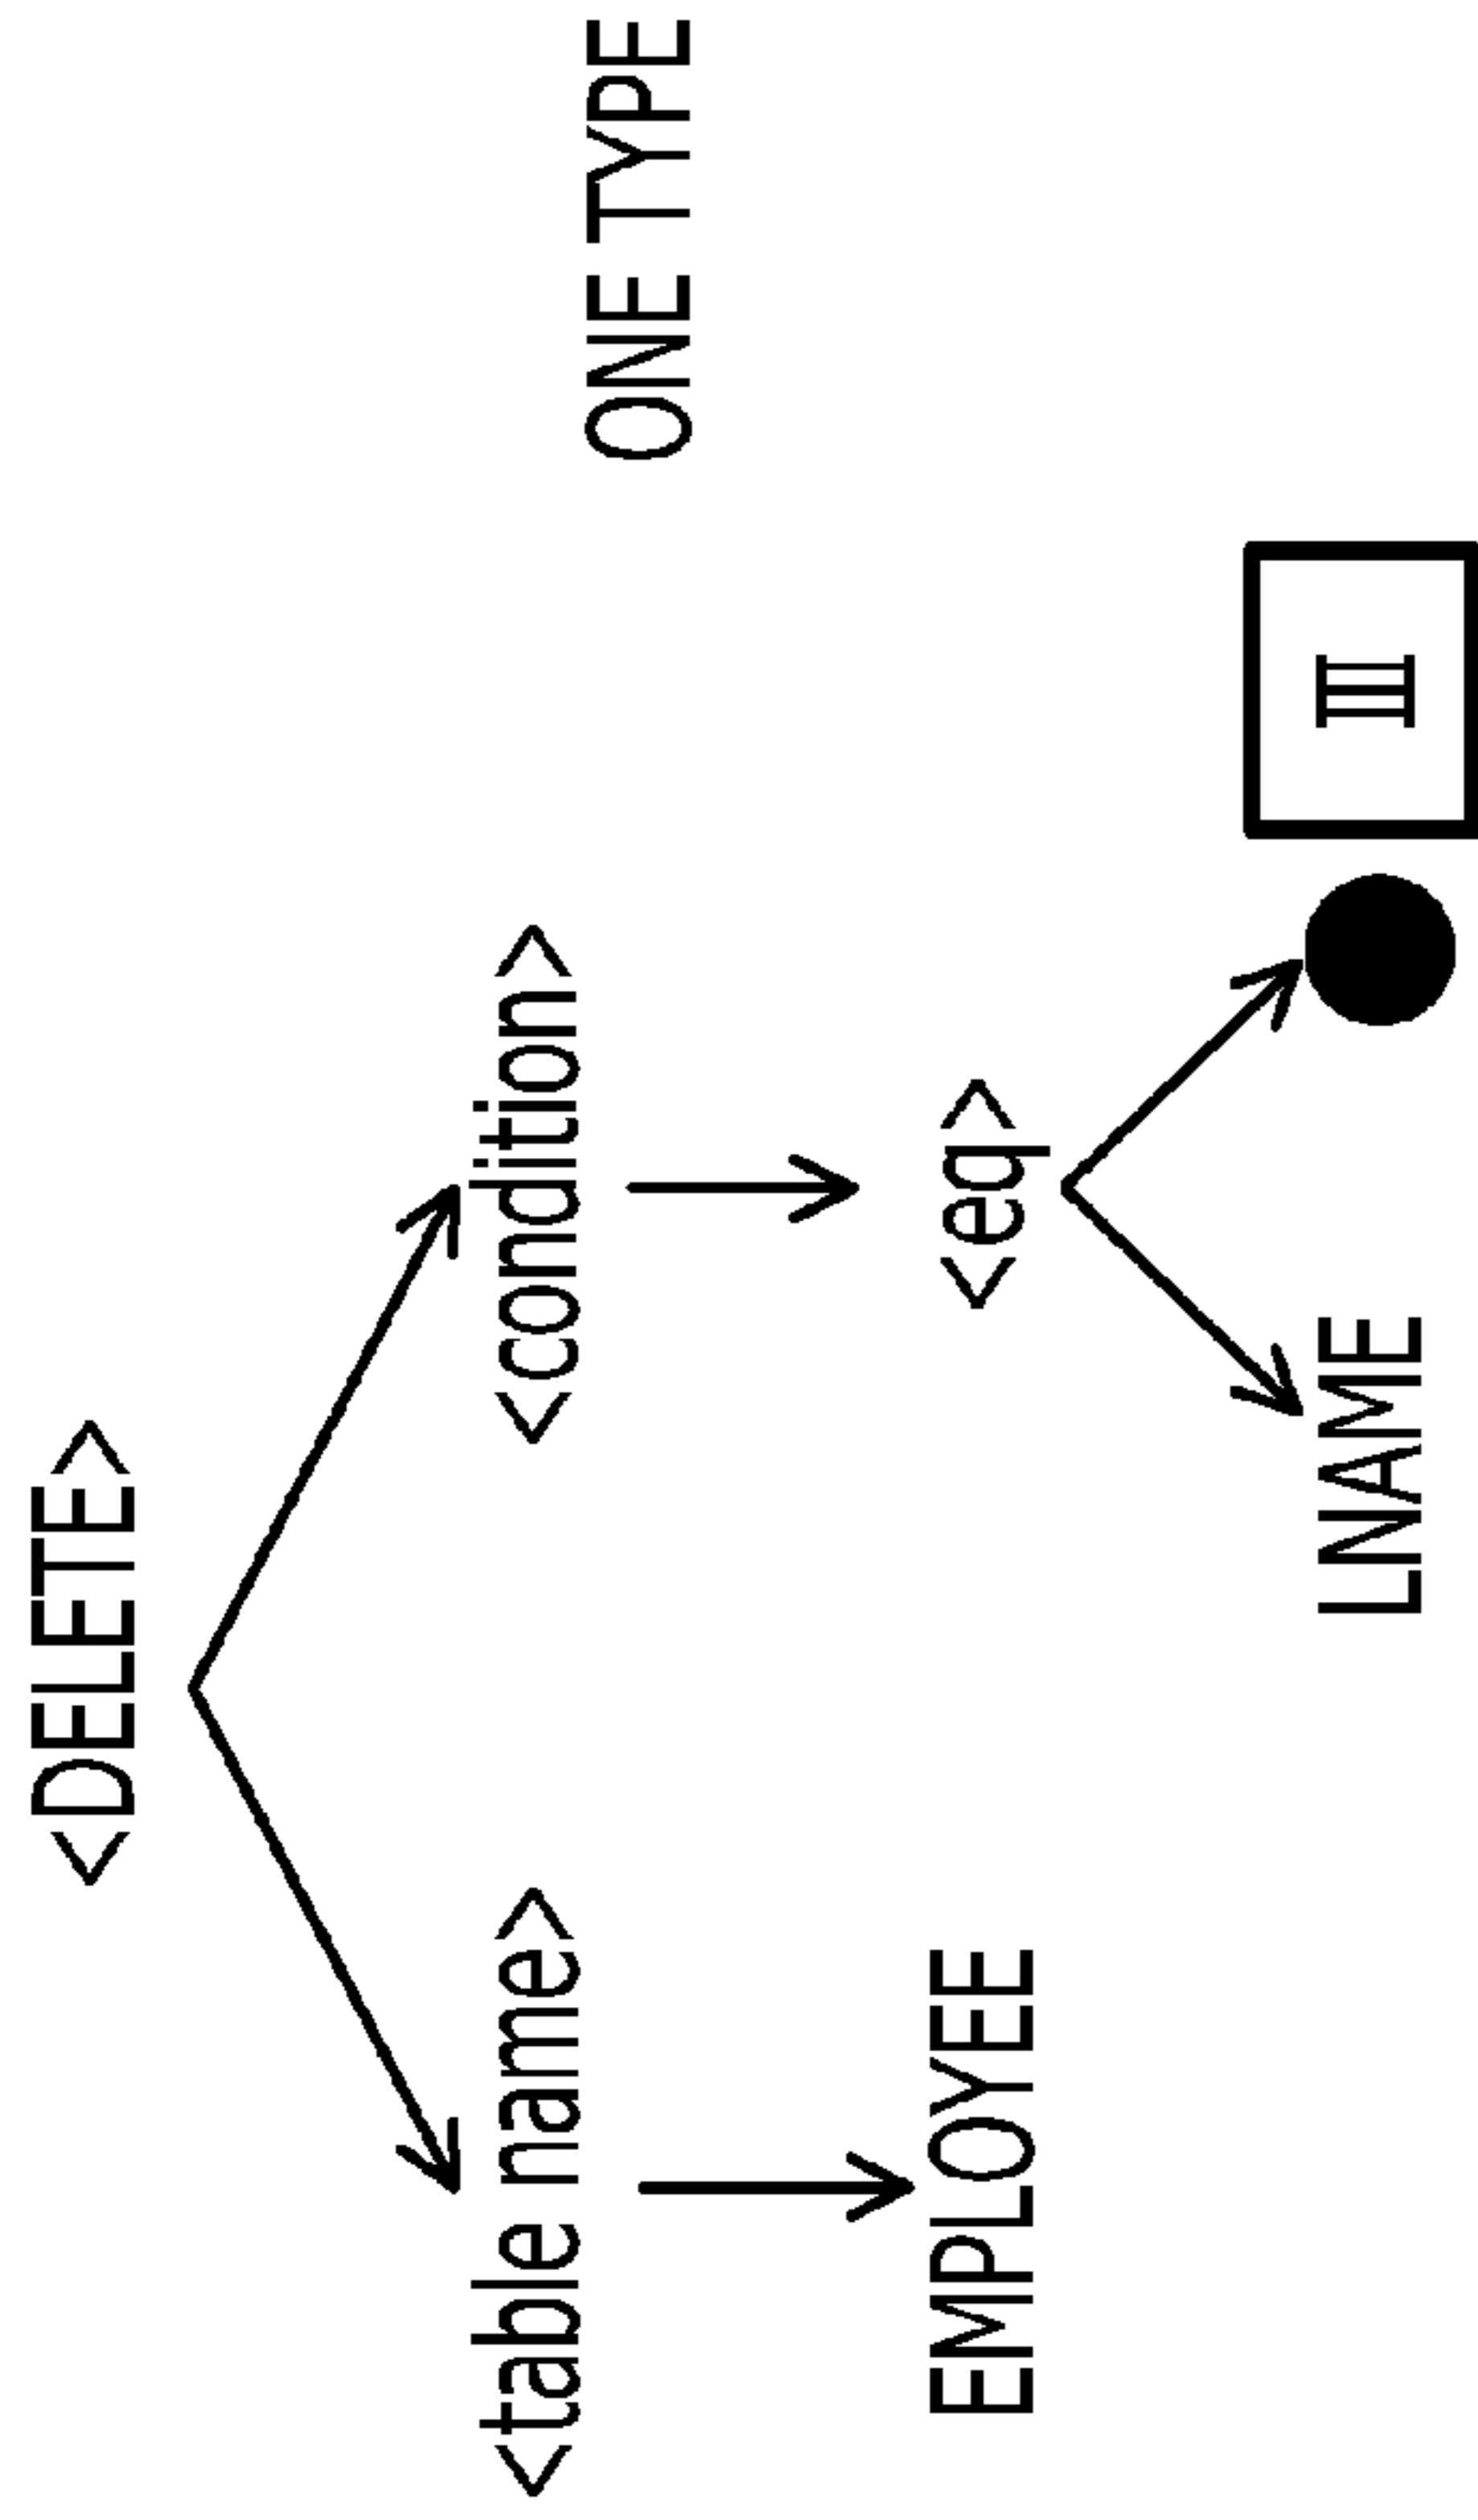 <DELETE>
<table name> <condition>
ONE TYPE
EMPLOYEE <eq>
LNAME III